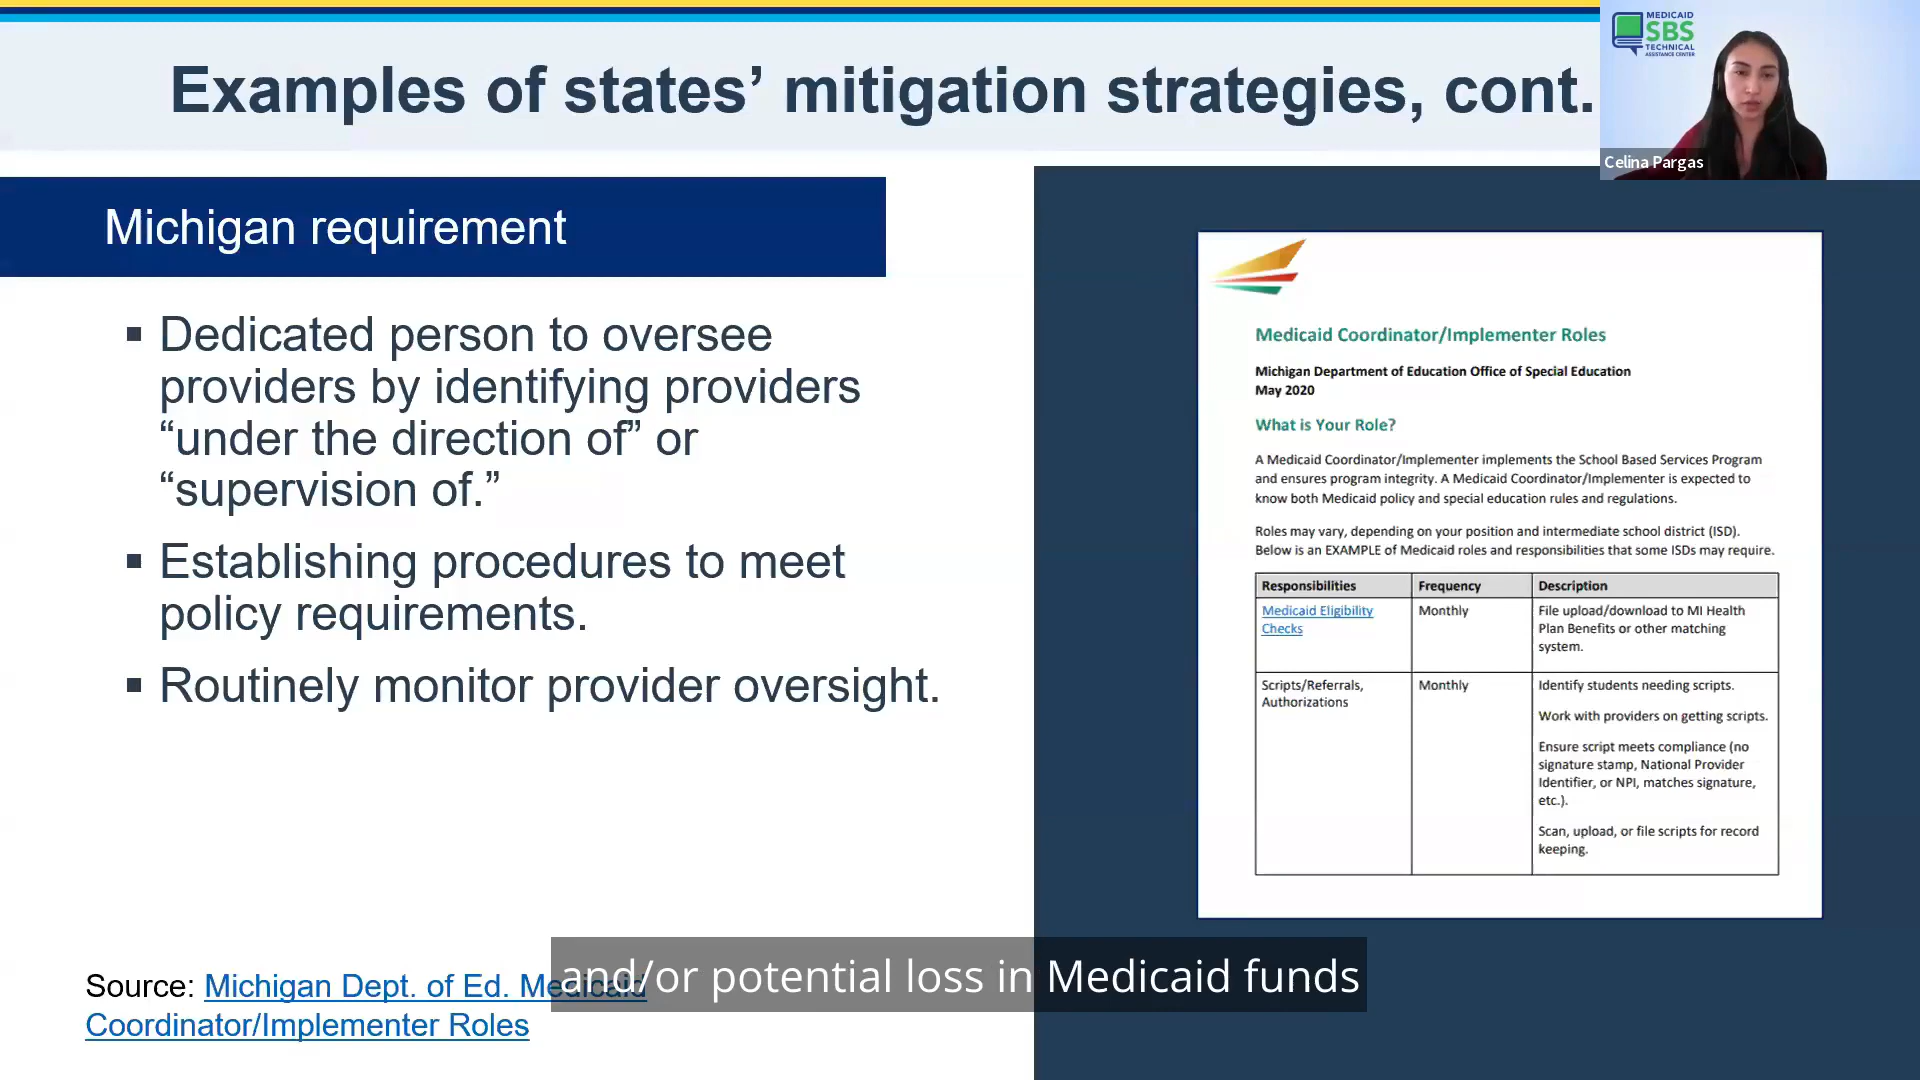 Examples of states’ mitigation strategies, cont.
MEDICAID
SBS
TECHNICAL
ASSISTANCE CENTER
Celina Pargas
Michigan requirement
▪ Dedicated person to oversee
providers by identifying providers
“under the direction of” or
“supervision of.”
▪ Establishing procedures to meet
policy requirements.
▪ Routinely monitor provider oversight.
Source: Michigan Dept. of Ed. Medicaid
Coordinator/Implementer Roles
Medicaid Coordinator/Implementer Roles
Michigan Department of Education Office of Special Education
May 2020
What is Your Role?
A Medicaid Coordinator/Implementer implements the School Based Services Program
and ensures program integrity. A Medicaid Coordinator/Implementer is expected to
know both Medicaid policy and special education rules and regulations.
Roles may vary, depending on your position and intermediate school district (ISD).
Below is an EXAMPLE of Medicaid roles and responsibilities that some ISDs may require.
Responsibilities Frequency Description
Medicaid Eligibility Monthly File upload/download to MI Health
Checks Plan Benefits or other matching
system.
Scripts/Referrals, Monthly Identify students needing scripts.
Authorizations
Work with providers on getting scripts.
Ensure script meets compliance (no
signature stamp, National Provider
Identifier, or NPI, matches signature,
etc.).
Scan, upload, or file scripts for record
keeping.
and/or potential loss in Medicaid funds